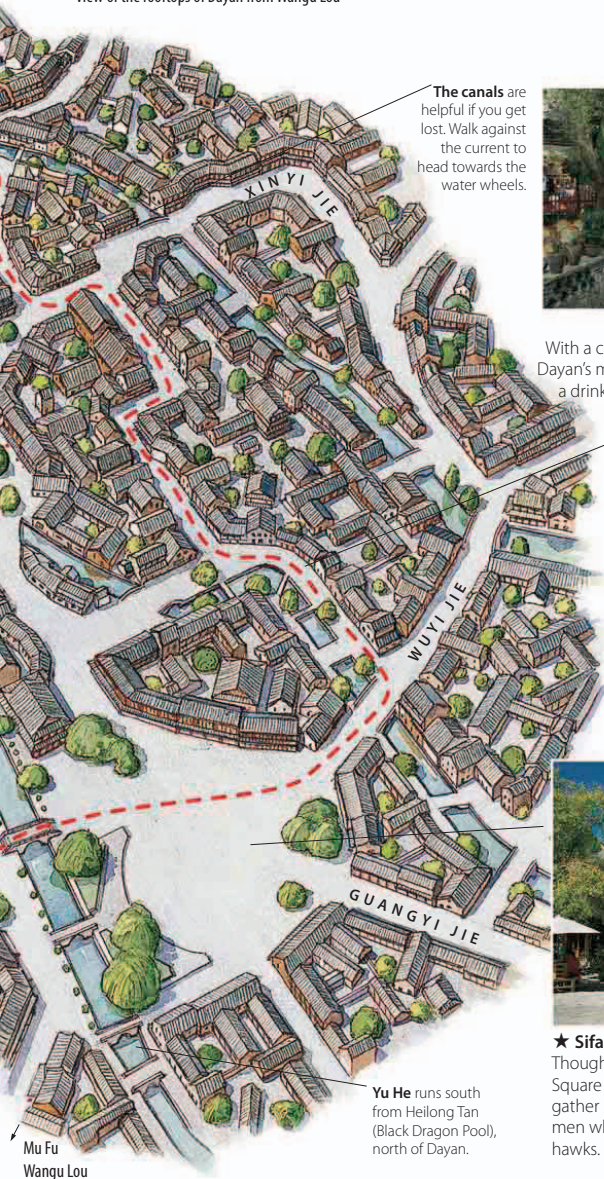 View of the rooftops of Dayan from Wangu Lou
The canals are
helpful if you get
lost. Walk against
the current to
head towards the
water wheels.
XINYI JIE
With a c
Dayan's m
a drink
WUYI JIE
GUANGYI JIE
★ Sifa
Though
Square
gather
men wh
hawks.
Yu He runs south
from Heilong Tan
(Black Dragon Pool),
north of Dayan.
Mu Fu
Wangu Lou